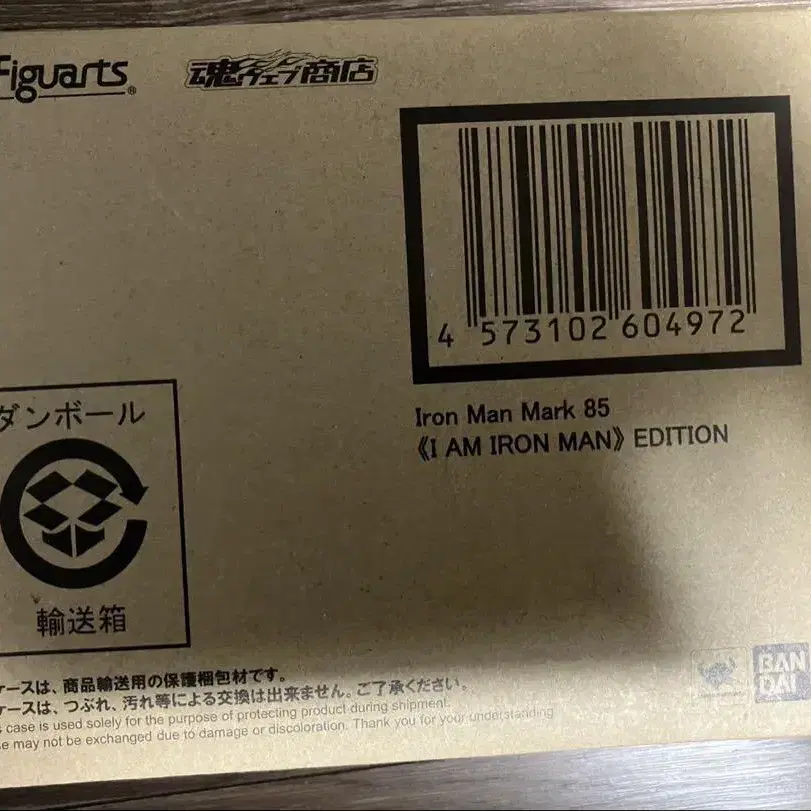 Figuarts®
魂ウェブ商店
4 573102 604972
Iron Man Mark 85
《I AM IRON MAN》 EDITION
ダンボール
輸送箱
ケースは、商品輸送用の保護梱包材です。
ケースは、つぶれ、汚れ等による交換は出来ません。ご了承ください。
case is used solely for the purpose of protecting product during shipment.
may not be exchanged due to damage or discoloration. Thank you for your understanding
BAN
DAI